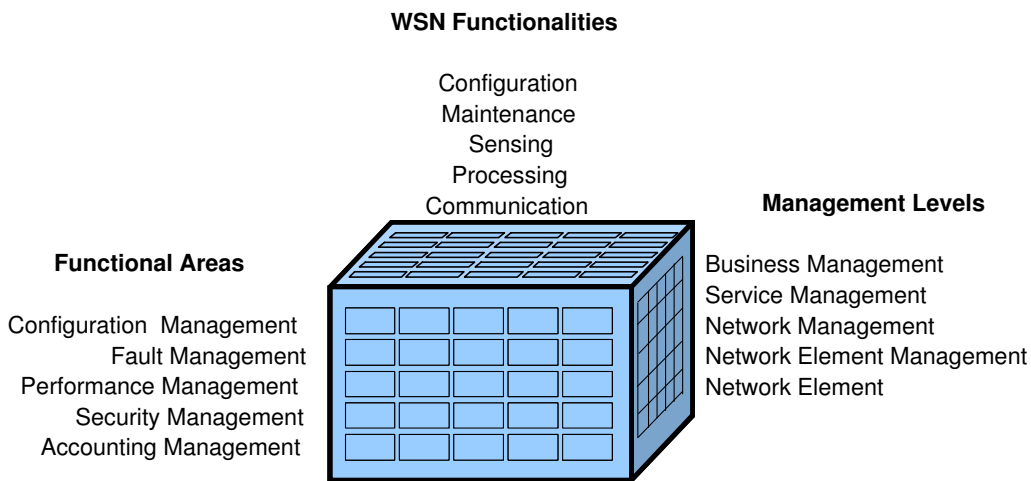 WSN Functionalities
Configuration
Maintenance
Sensing
Processing
Communication
Management Levels
Business Management
Service Management
Network Management
Network Element Management
Network Element
Functional Areas
Configuration Management
Fault Management
Performance Management
Security Management
Accounting Management